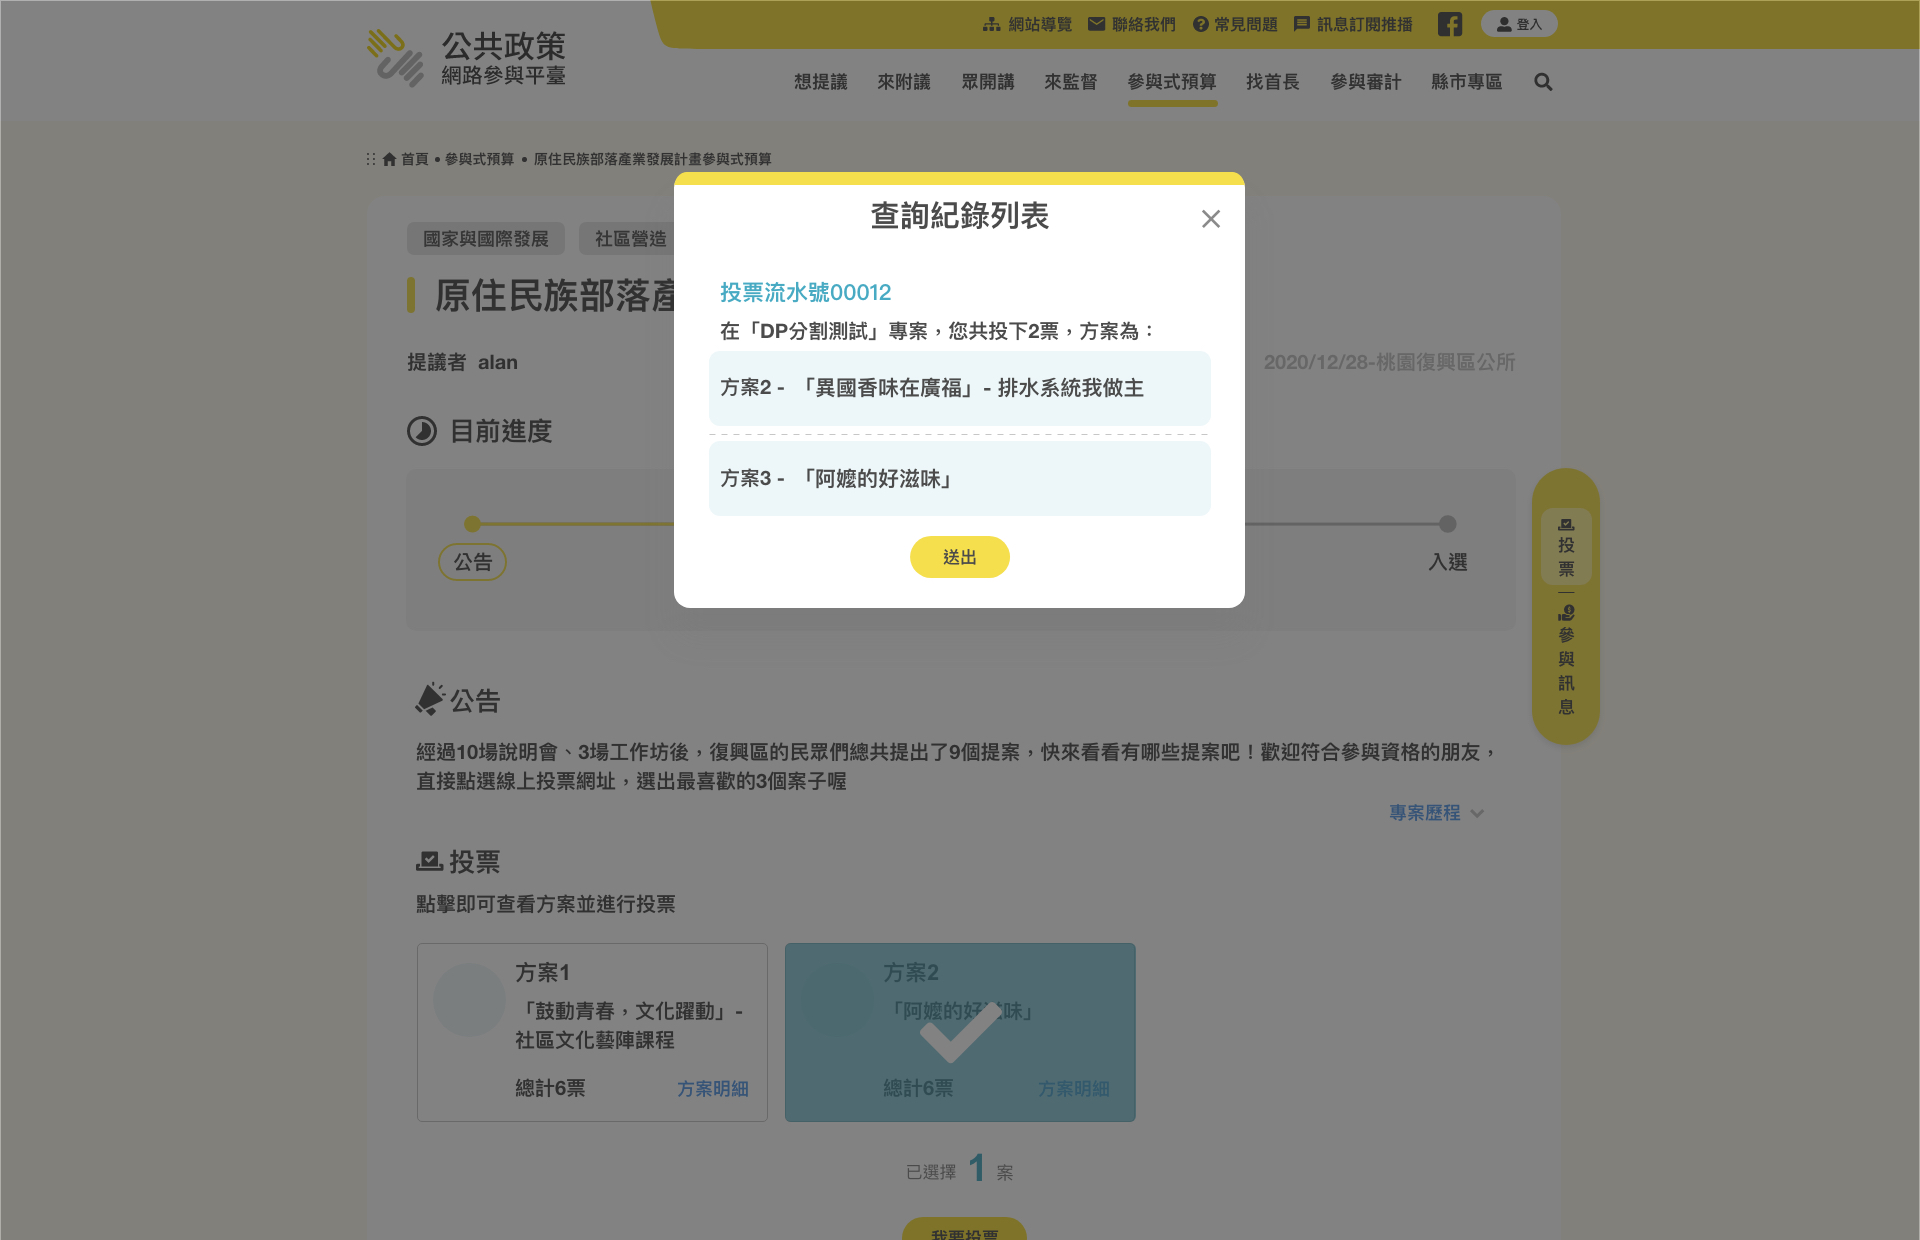 公共政策
網路參與平臺
網站導覽 聯絡我們 常見問題 訊息訂閱推播 登入
想提議 來附議 眾開講 來監督 參與式預算 找首長 參與審計 縣市專區
首頁 • 參與式預算 • 原住民族部落產業發展計畫參與式預算
國家與國際發展 社區營造
原住民族部落產
提議者 alan
2020/12/28-桃園復興區公所
目前進度
公告
入選
查詢紀錄列表
投票流水號00012
在「DP分割測試」專案，您共投下2票，方案為：
方案2 - 「異國香味在廣福」- 排水系統我做主
方案3 - 「阿嬤的好滋味」
送出
投票
參與訊息
公告
經過10場說明會、3場工作坊後，復興區的民眾們總共提出了9個提案，快來看看有哪些提案吧！歡迎符合參與資格的朋友，
直接點選線上投票網址，選出最喜歡的3個案子喔
專案歷程
投票
點擊即可查看方案並進行投票
方案1
「鼓動青春，文化躍動」-
社區文化藝陣課程
總計6票 方案明細
方案2
「阿嬤的好滋味」
總計6票 方案明細
已選擇 1 案
我要投票